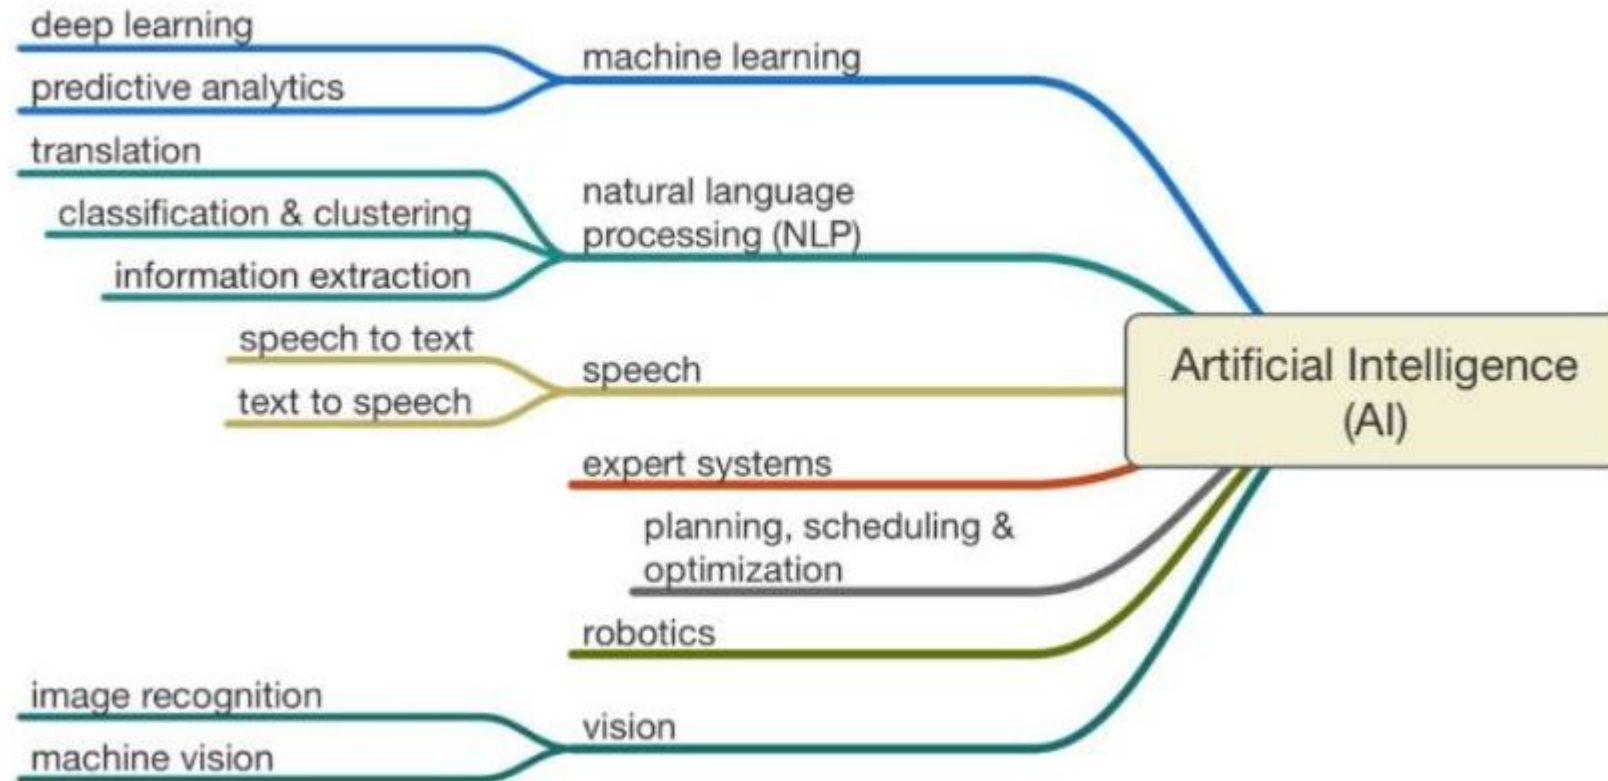 deep learning
machine learning
predictive analytics
translation
natural language
processing (NLP)
classification & clustering
information extraction
speech to text
speech
text to speech
Artificial Intelligence
(AI)
expert systems
planning, scheduling &
optimization
robotics
image recognition
vision
machine vision